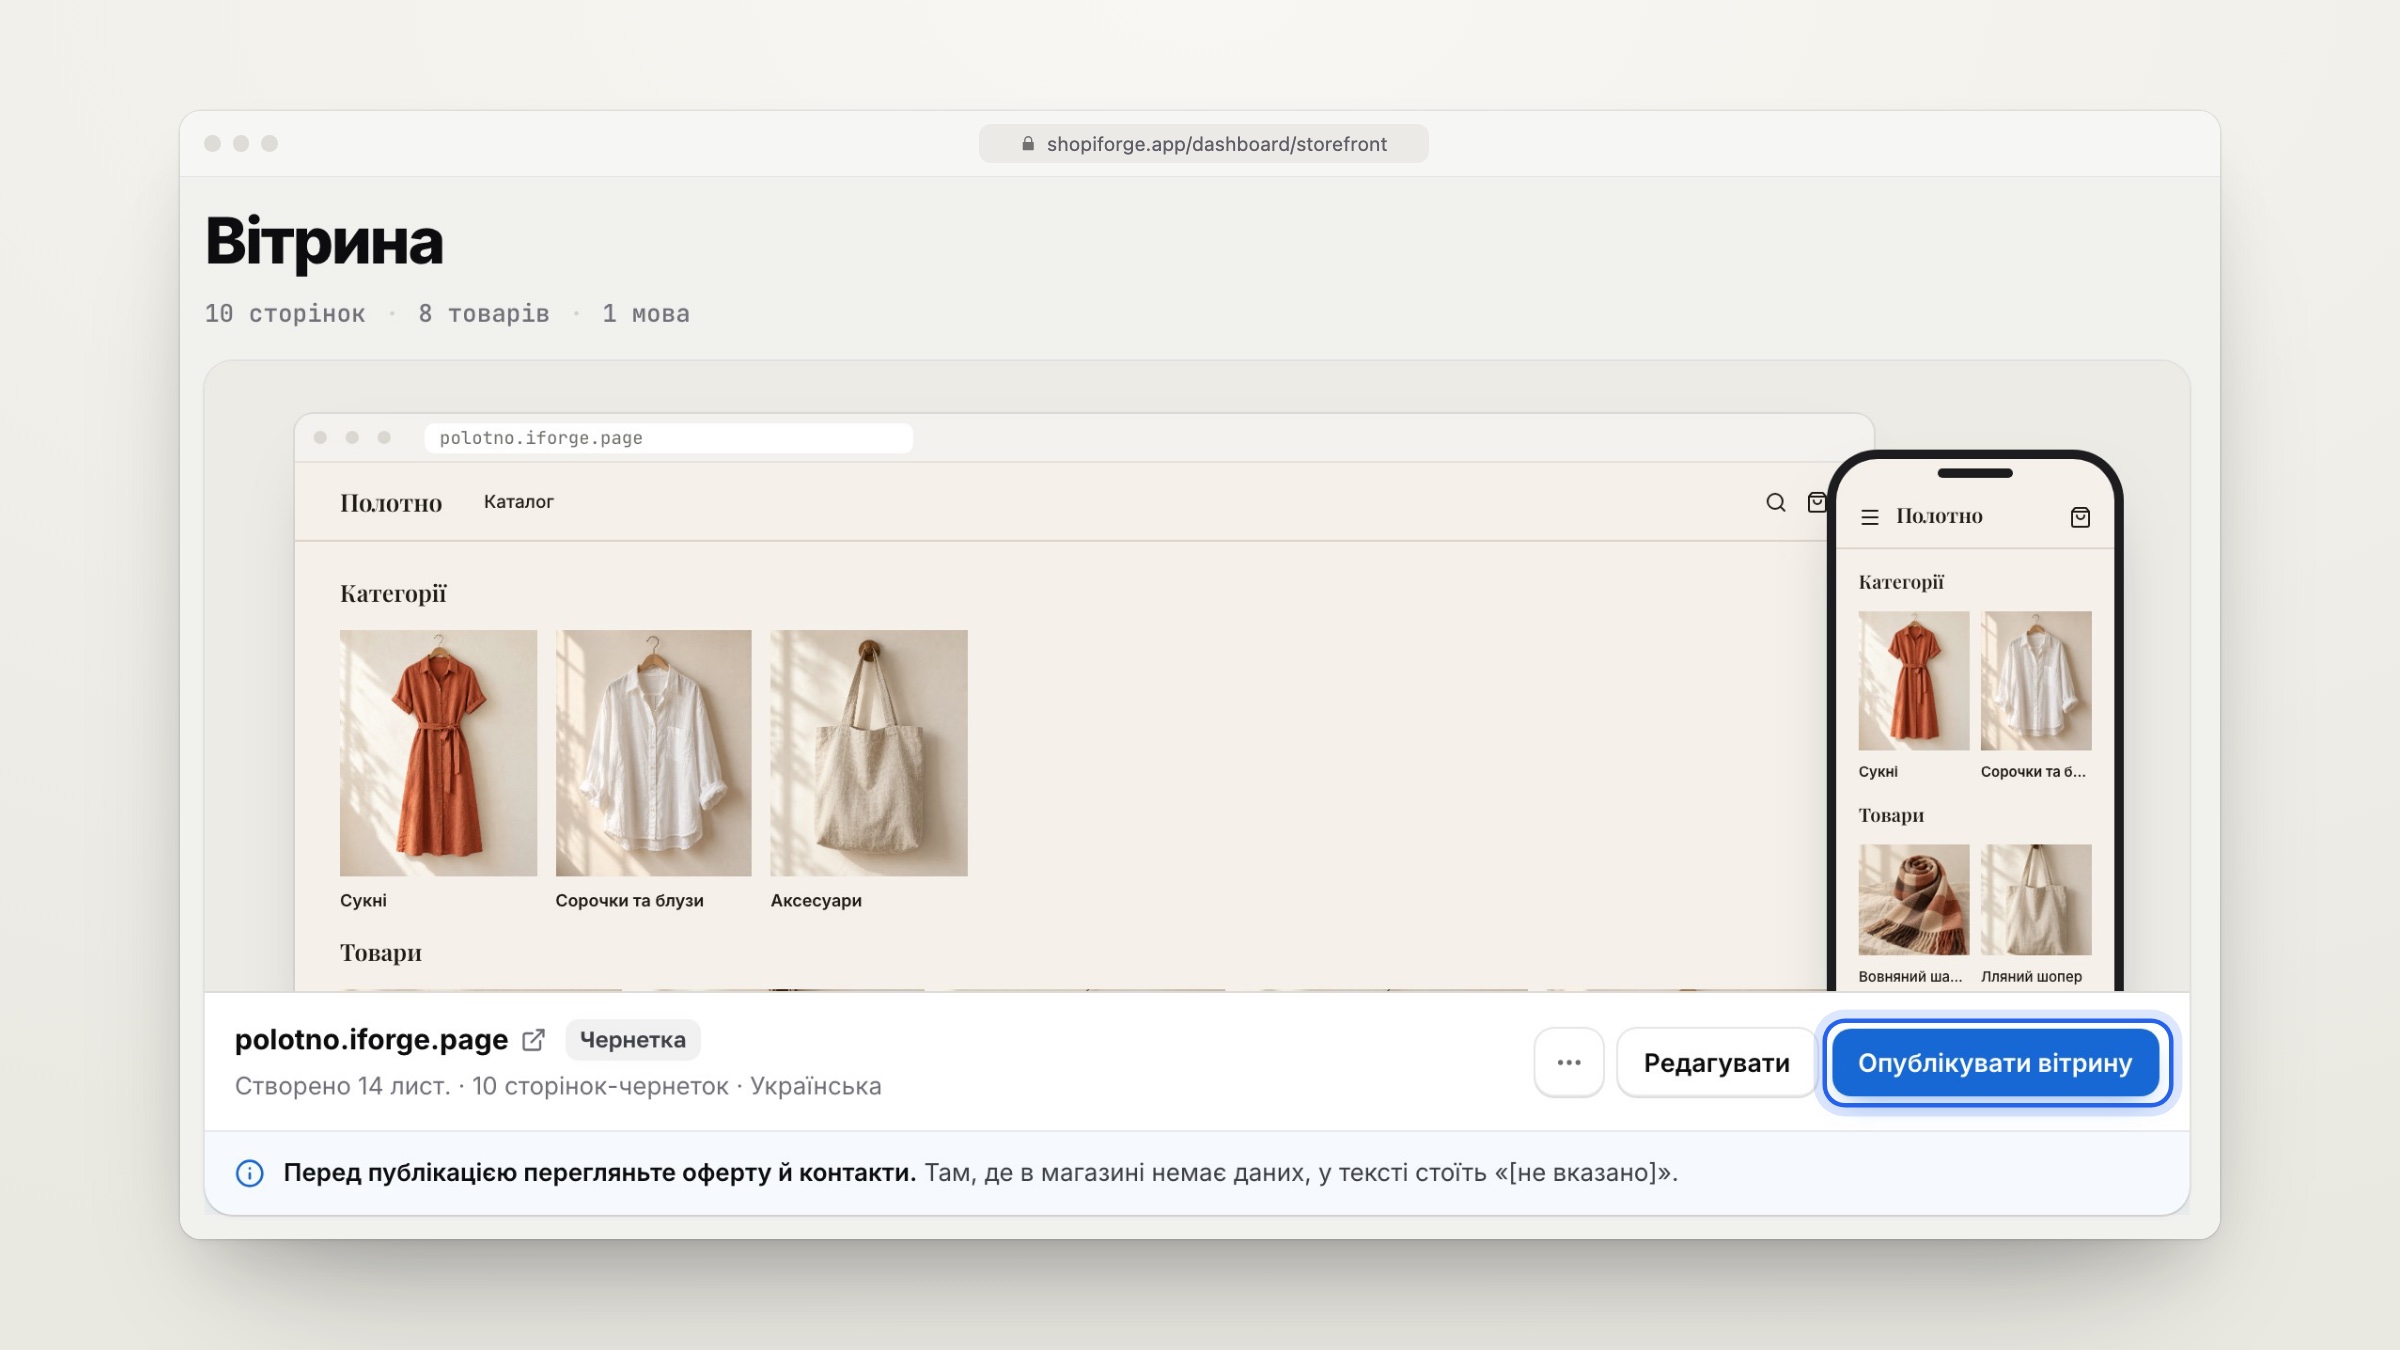 shopiforge.app/dashboard/storefront
Вітрина
10 сторінок · 8 товарів · 1 мова
polotno.iforge.page
Полотно
Каталог
Категорії
Сукні
Сорочки та блузи
Аксесуари
Товари
Полотно
Категорії
Сукні
Сорочки та б...
Товари
Вовняний ша...
Лляний шопер
polotno.iforge.page
Чернетка
Створено 14 лист. · 10 сторінок-чернеток · Українська
Редагувати
Опублікувати вітрину
Перед публікацією перегляньте оферту й контакти. Там, де в магазині немає даних, у тексті стоїть «[не вказано]».